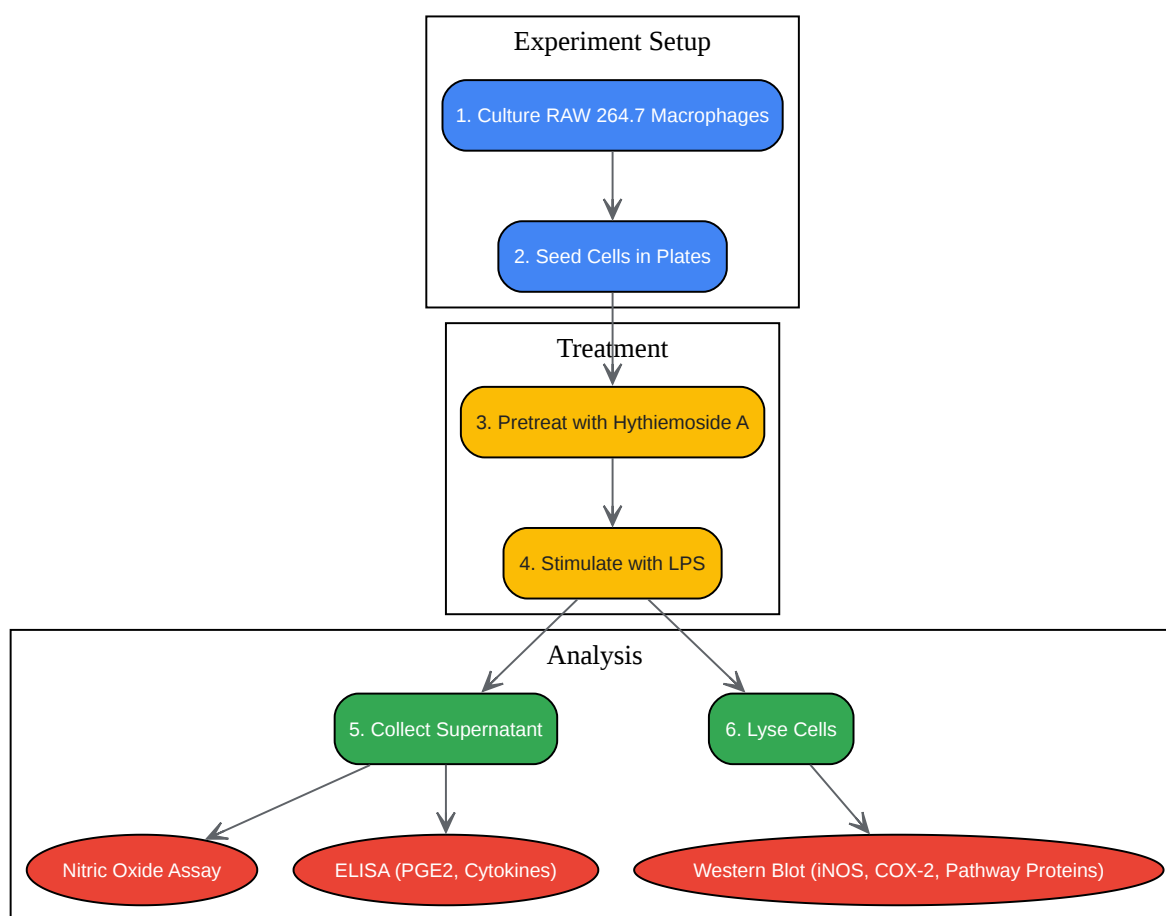 Experiment Setup
1. Culture RAW 264.7 Macrophages
2. Seed Cells in Plates
Treatment
3. Pretreat with Hythiemoside A
4. Stimulate with LPS
Analysis
5. Collect Supernatant
6. Lyse Cells
Nitric Oxide Assay
ELISA (PGE2, Cytokines)
Western Blot (iNOS, COX-2, Pathway Proteins)